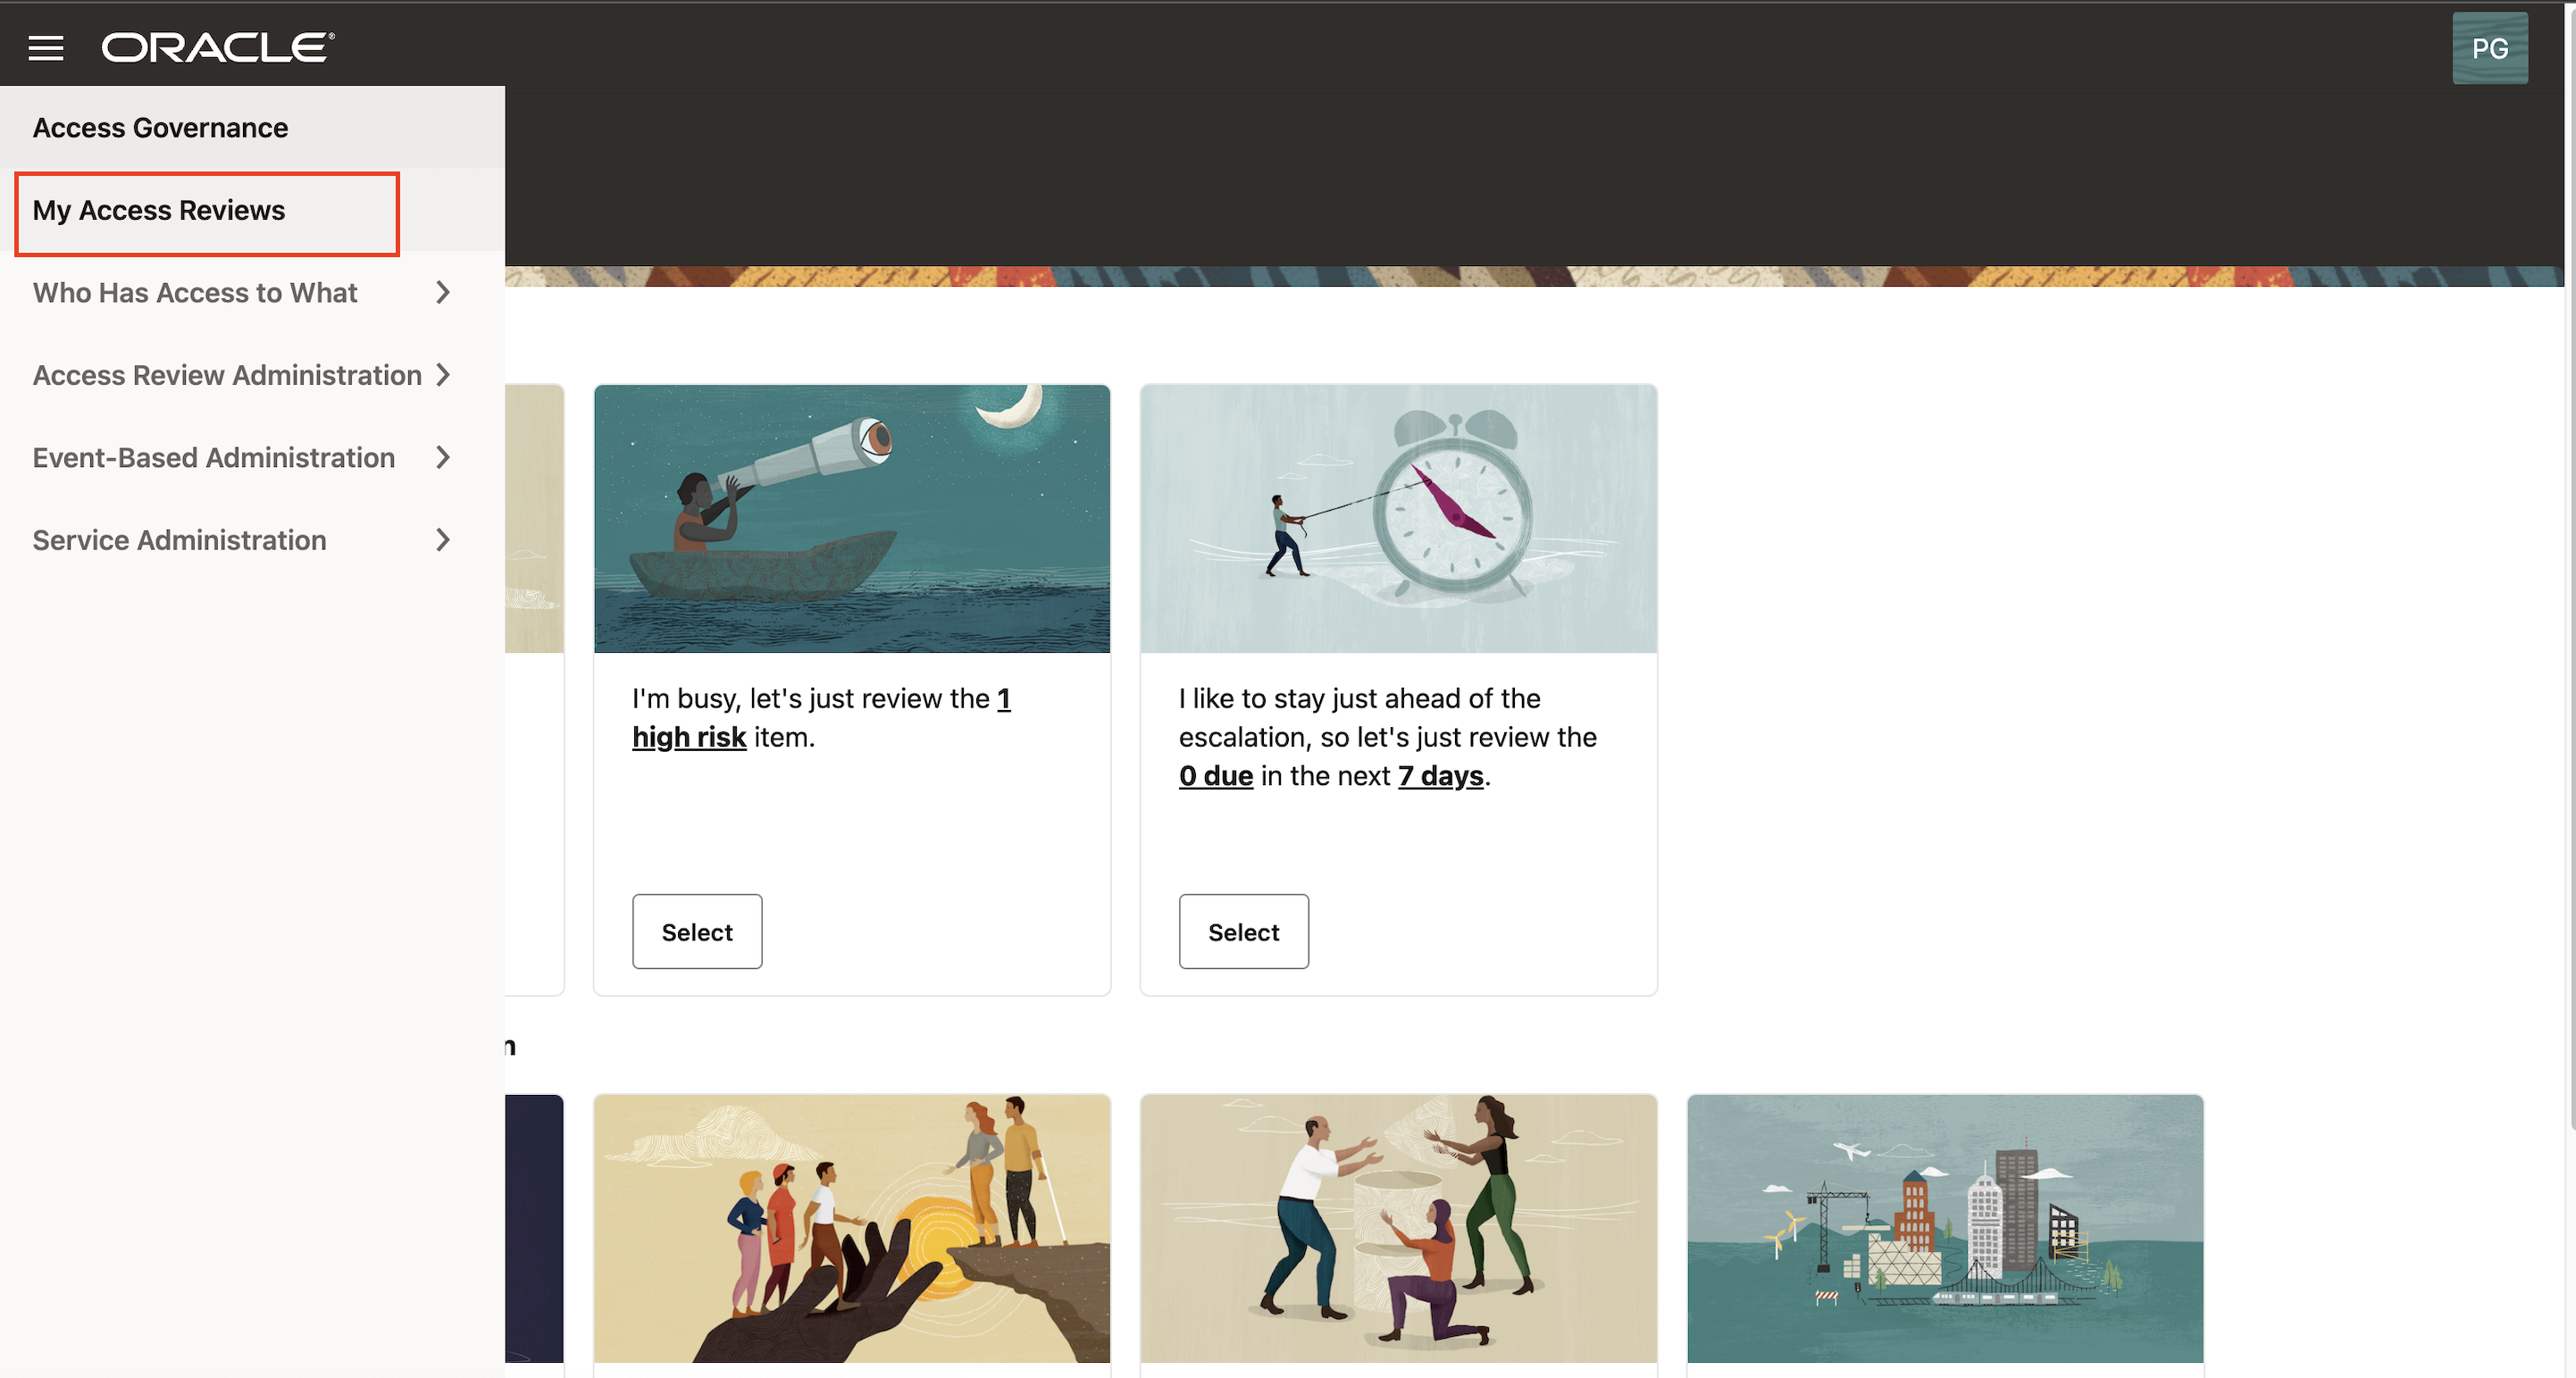 ORACLE
PG
Access Governance
My Access Reviews
Who Has Access to What
Access Review Administration
Event-Based Administration
Service Administration
I'm busy, let's just review the 1
high risk item.
Select
I like to stay just ahead of the
escalation, so let's just review the
0 due in the next 7 days.
Select